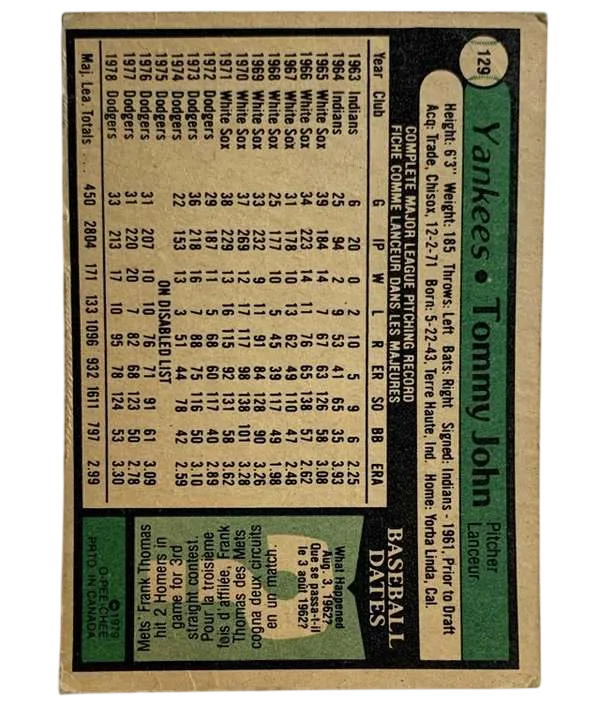 129
Yankees • Tommy John
Pitcher
Lanceur
Height: 6'3" Weight: 185 Throws: Left Bats: Right Signed: Indians - 1961, Prior to Draft
Acq: Trade, Chisox, 12-2-71 Born: 5-22-43, Terre Haute, Ind. Home: Yorba Linda, Cal.
COMPLETE MAJOR LEAGUE PITCHING RECORD
FICHE COMME LANCEUR DANS LES MAJEURES
Year Club G IP W L R ER SO BB ERA
1963 Indians 6 20 0 2 10 5 9 6 2.25
1964 Indians 25 94 2 9 53 41 65 35 3.93
1965 White Sox 39 184 14 7 67 63 126 58 3.08
1966 White Sox 34 223 14 11 76 65 138 57 2.62
1967 White Sox 31 178 10 13 62 49 110 47 2.48
1968 White Sox 25 177 10 5 45 39 117 49 1.98
1969 White Sox 33 232 9 11 91 84 128 90 3.26
1970 White Sox 37 269 12 17 117 98 138 101 3.28
1971 White Sox 38 229 13 16 115 92 131 58 3.62
1972 Dodgers 29 187 11 5 68 60 117 40 2.89
1973 Dodgers 36 218 16 7 88 75 116 50 3.10
1974 Dodgers 22 153 13 3 51 44 78 42 2.59
1975 Dodgers ON DISABLED LIST
1976 Dodgers 31 207 10 10 76 71 91 61 3.09
1977 Dodgers 31 220 20 7 82 68 123 50 2.78
1978 Dodgers 33 213 17 10 95 78 124 53 3.30
Maj. Lea. Totals ... 450 2804 171 133 1096 932 1611 797 2.99
BASEBALL
DATES
What Happened
Aug. 3, 1962?
Que se passa-t-il
le 3 août 1962?
Mets' Frank Thomas
hit 2 Homers in
game for 3rd
straight contest.
Pour la troisième
fois d'affilée, Frank
Thomas des Mets
cogna deux circuits
en un match.
© 1979
O-PEE-CHEE
PRTD. IN CANADA